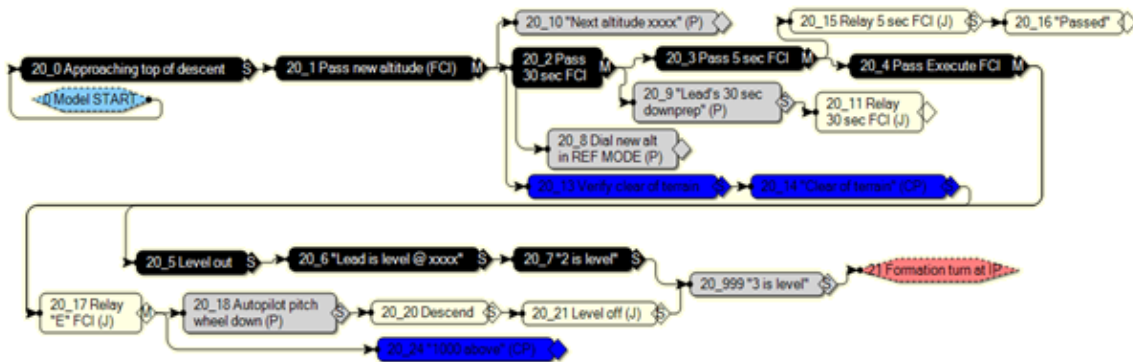 20_10 "Next altitude xxxx" (P)
20_15 Relay 5 sec FCI (J)
S
20_16 "Passed"
20_0 Approaching top of descent
S
20_1 Pass new altitude (FCI)
M
20_2 Pass
30 sec FCI
M
20_3 Pass 5 sec FCI
M
20_4 Pass Execute FCI
M
0 Model START
20_9 "Lead's 30 sec
downprep" (P)
S
20_11 Relay
30 sec FCI (J)
20_8 Dial new alt
in REF MODE (P)
20_13 Verify clear of terrain
S
20_14 "Clear of terrain" (CP)
S
20_5 Level out
S
20_6 "Lead is level @ xxxx"
S
20_7 "2 is level"
S
20_999 "3 is level"
S
21 Formation turn at IP
20_17 Relay
"E" FCI (J)
M
20_18 Autopilot pitch
wheel down (P)
S
20_20 Descend
S
20_21 Level off (J)
S
20_24 "1000 above" (CP)